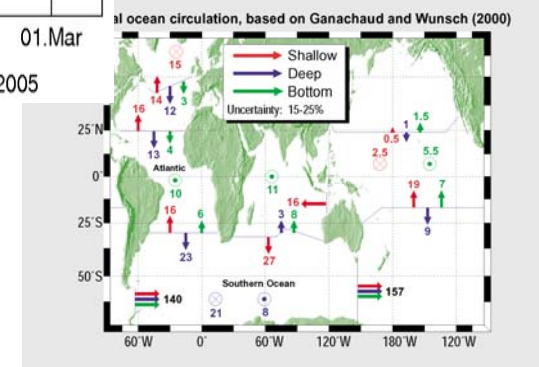 al ocean circulation, based on Ganachaud and Wunsch (2000)
01.Mar
2005
Shallow
Deep
Bottom
Uncertainty: 15-25%
15
14
12
3
16
13
4
25°N
1
1.5
0.5
2.5
5.5
Atlantic
10
0°
11
16
19
7
16
6
3
8
25°S
23
27
9
50°S
Southern Ocean
140
21
8
157
60°W
0°
60°E
120°W
180°W
120°W